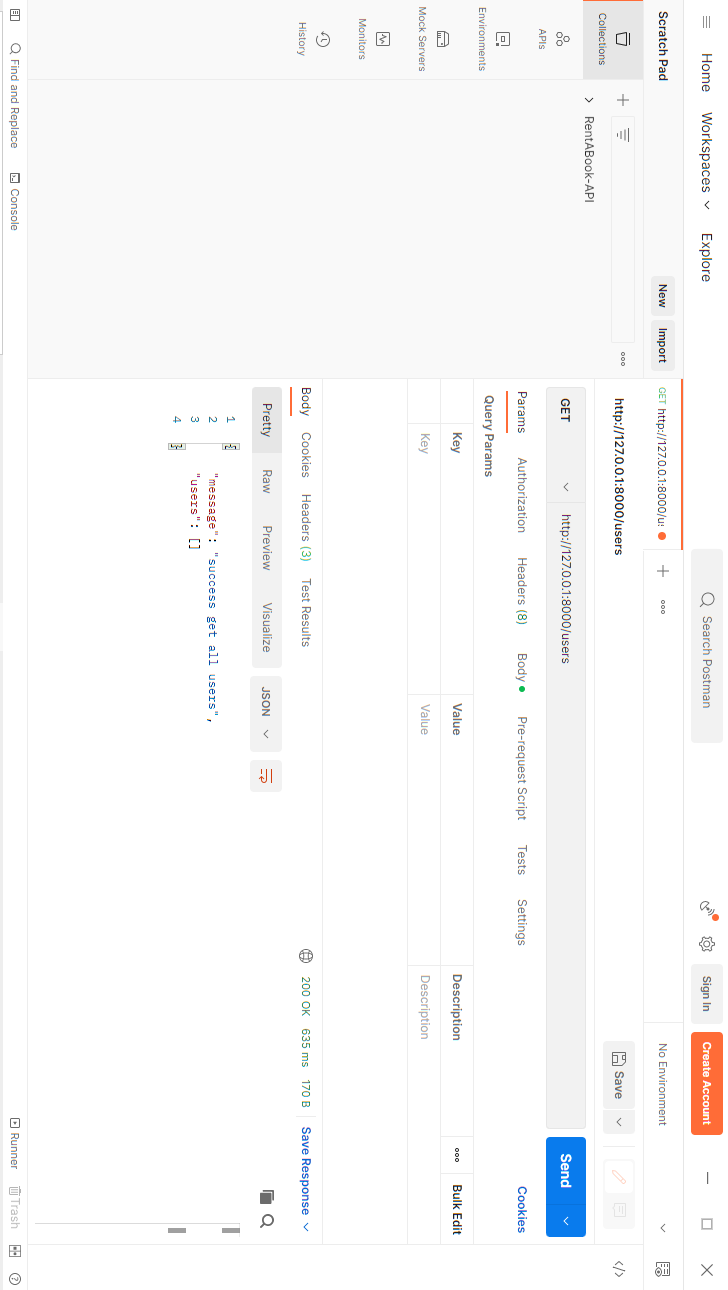 Home Workspaces Explore Search Postman Sign In Create Account
Scratch Pad New Import GET http://127.0.0.1:8000/u: No Environment
Collections
APIs
Environments
Mock Servers
Monitors
History
RentABook-API
http://127.0.0.1:8000/users Save
GET http://127.0.0.1:8000/users Send
Params Authorization Headers (8) Body Pre-request Script Tests Settings Cookies
Query Params
Key Value Description Bulk Edit
Key Value Description
Body Cookies Headers (3) Test Results 200 OK 635 ms 170 B Save Response
Pretty Raw Preview Visualize JSON
1 {
2 "message": "success get all users",
3 "users": []
4 }
Find and Replace Console Runner Trash